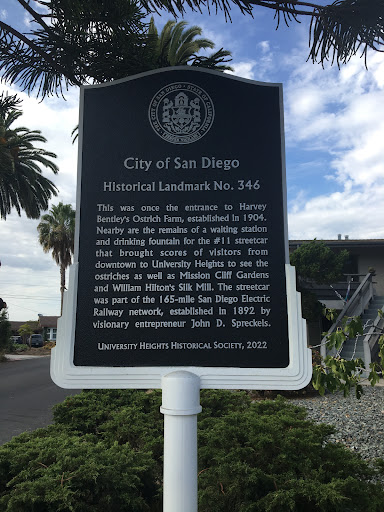 City of San Diego
Historical Landmark No. 346
This was once the entrance to Harvey
Bentley's Ostrich Farm, established in 1904.
Nearby are the remains of a waiting station
and drinking fountain for the #11 streetcar
that brought scores of visitors from
downtown to University Heights to see the
ostriches as well as Mission Cliff Gardens
and William Hilton's Silk Mill. The streetcar
was part of the 165-mile San Diego Electric
Railway network, established in 1892 by
visionary entrepreneur John D. Spreckels.
University Heights Historical Society, 2022